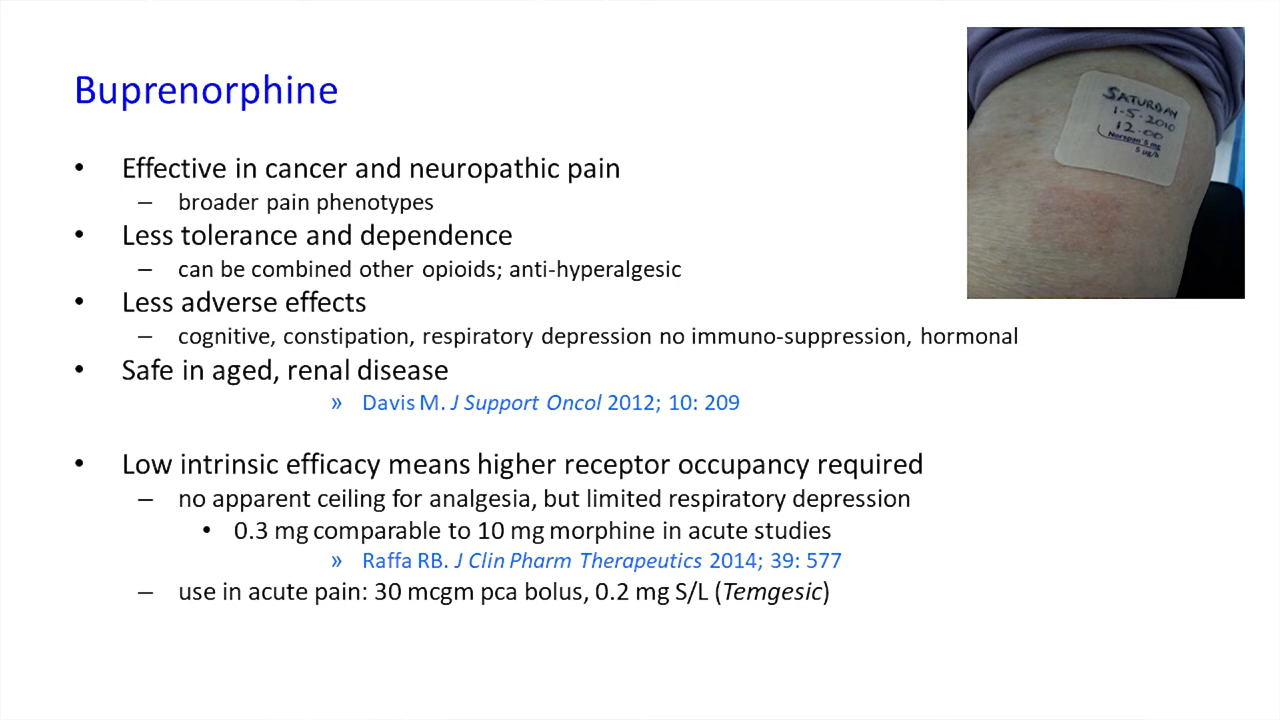 Buprenorphine
• Effective in cancer and neuropathic pain
– broader pain phenotypes
• Less tolerance and dependence
– can be combined other opioids; anti-hyperalgesic
• Less adverse effects
– cognitive, constipation, respiratory depression no immuno-suppression, hormonal
• Safe in aged, renal disease
» Davis M. J Support Oncol 2012; 10: 209
• Low intrinsic efficacy means higher receptor occupancy required
– no apparent ceiling for analgesia, but limited respiratory depression
• 0.3 mg comparable to 10 mg morphine in acute studies
» Raffa RB. J Clin Pharm Therapeutics 2014; 39: 577
– use in acute pain: 30 mcgm pca bolus, 0.2 mg S/L (Temgesic)
SATURDAY
1-5-2010
12-00
Norspan 5 mg
5 µg/h